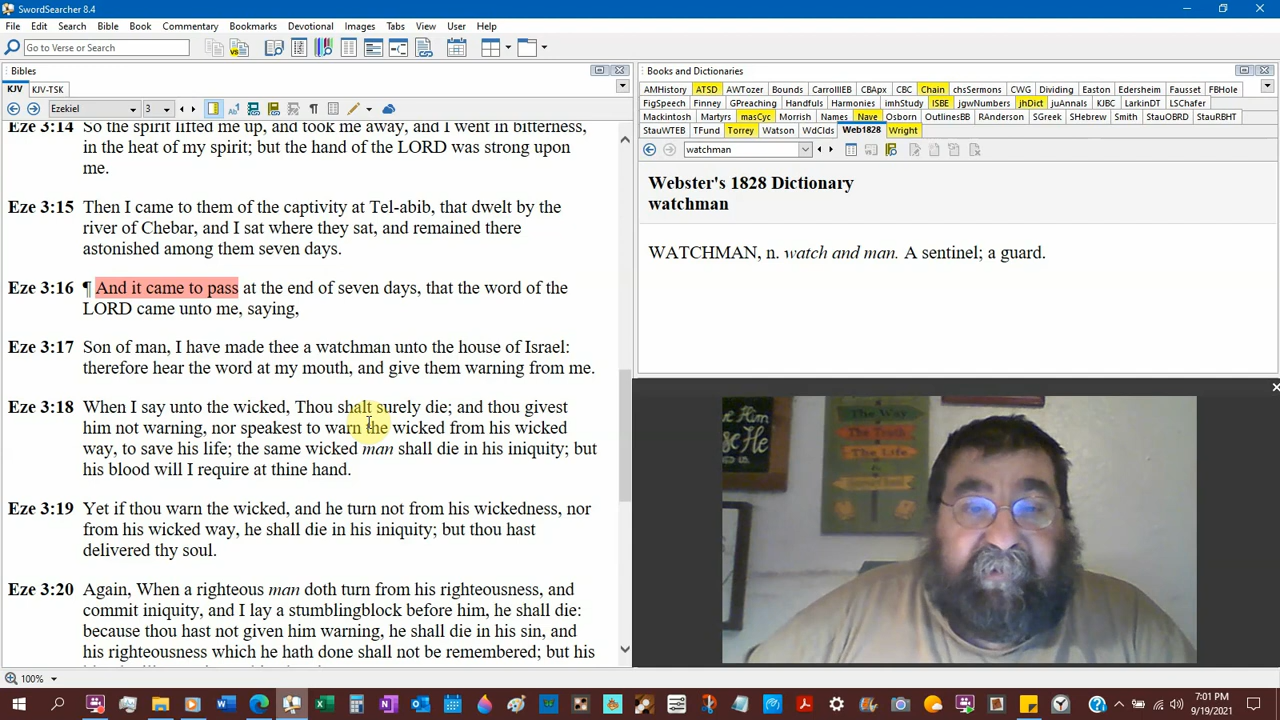 SwordSearcher 8.4
File Edit Search Bible Book Commentary Bookmarks Devotional Images Tabs View User Help
Go to Verse or Search
Bibles
KJV KJV-TSK
Ezekiel 3
Eze 3:14 So the spirit lifted me up, and took me away, and I went in bitterness,
in the heat of my spirit; but the hand of the LORD was strong upon
me.
Eze 3:15 Then I came to them of the captivity at Tel-abib, that dwelt by the
river of Chebar, and I sat where they sat, and remained there
astonished among them seven days.
Eze 3:16 ¶ And it came to pass at the end of seven days, that the word of the
LORD came unto me, saying,
Eze 3:17 Son of man, I have made thee a watchman unto the house of Israel:
therefore hear the word at my mouth, and give them warning from me.
Eze 3:18 When I say unto the wicked, Thou shalt surely die; and thou givest
him not warning, nor speakest to warn the wicked from his wicked
way, to save his life; the same wicked man shall die in his iniquity; but
his blood will I require at thine hand.
Eze 3:19 Yet if thou warn the wicked, and he turn not from his wickedness, nor
from his wicked way, he shall die in his iniquity; but thou hast
delivered thy soul.
Eze 3:20 Again, When a righteous man doth turn from his righteousness, and
commit iniquity, and I lay a stumblingblock before him, he shall die:
because thou hast not given him warning, he shall die in his sin, and
his righteousness which he hath done shall not be remembered; but his
100%
Books and Dictionaries
AMHistory ATSD AWTozer Bounds CarrollIEB CBApx CBC Chain chsSermons CWG Dividing Easton Edersheim Fausset FBHole
FigSpeech Finney GPreaching Handfuls Harmonies imhStudy ISBE jgwNumbers jhDict juAnnals KJBC LarkinDT LSChafer
Mackintosh Martyrs masCyc Morrish Names Nave Osborn OutlinesBB RAnderson SGreek SHebrew Smith StauOBRD StauRBHT
StauWTEB TFund Torrey Watson WdClds Web1828 Wright
watchman
Webster's 1828 Dictionary
watchman
WATCHMAN, n. watch and man. A sentinel; a guard.
Him
se He
The Way
The Truth
The Life
7:01 PM
9/19/2021